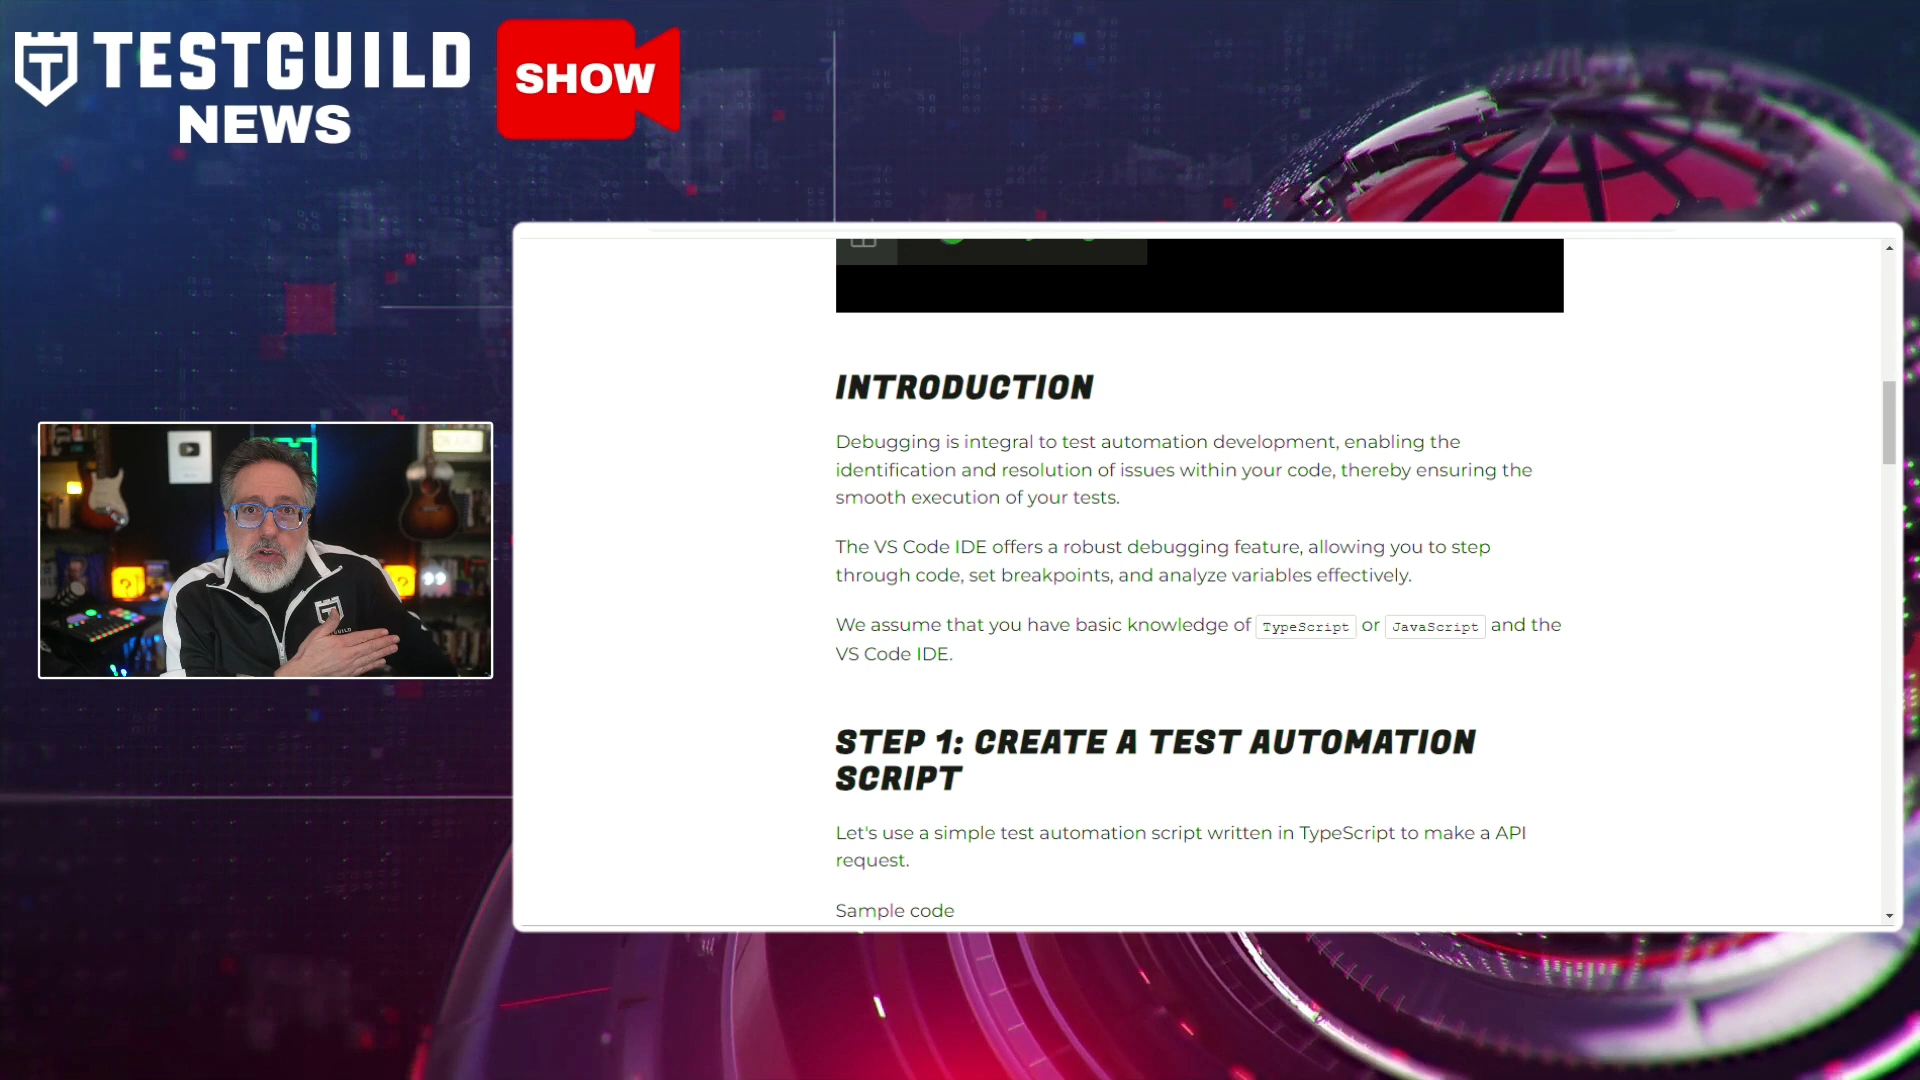 TESTGUILD
NEWS
SHOW
INTRODUCTION
Debugging is integral to test automation development, enabling the
identification and resolution of issues within your code, thereby ensuring the
smooth execution of your tests.
The VS Code IDE offers a robust debugging feature, allowing you to step
through code, set breakpoints, and analyze variables effectively.
We assume that you have basic knowledge of TypeScript or JavaScript and the
VS Code IDE.
STEP 1: CREATE A TEST AUTOMATION
SCRIPT
Let's use a simple test automation script written in TypeScript to make a API
request.
Sample code